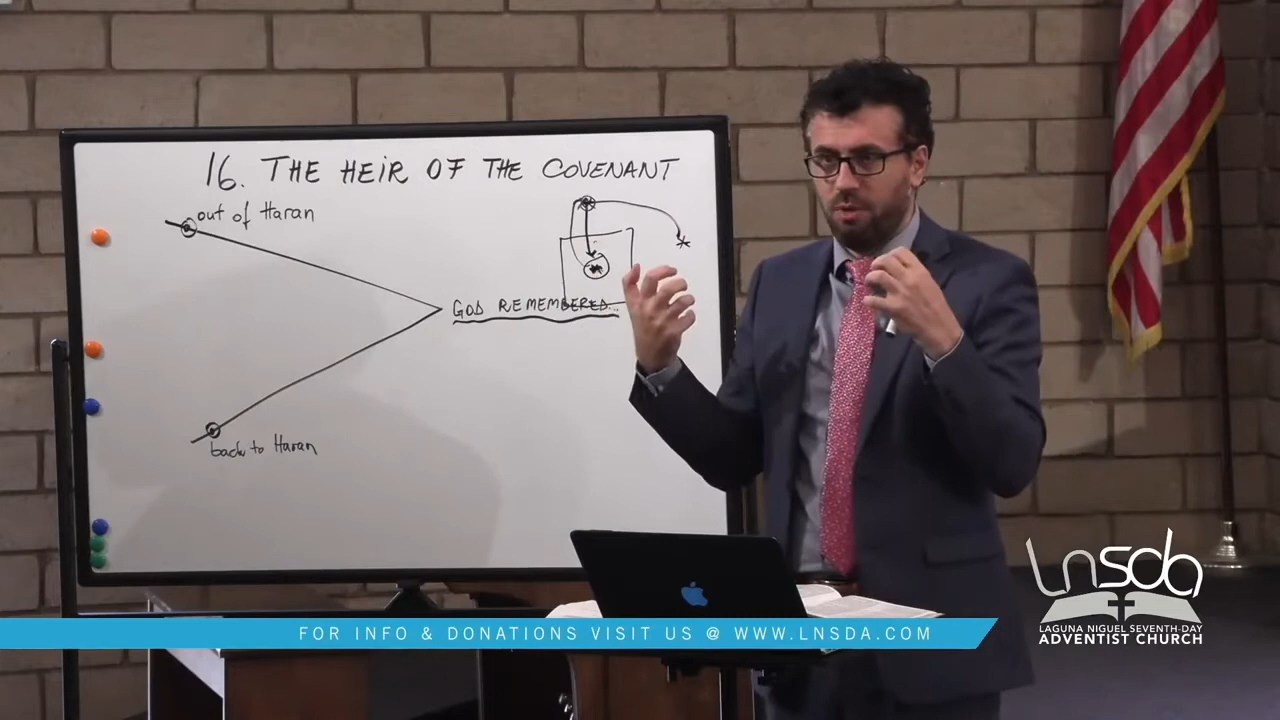 16. THE HEIR OF THE COVENANT
out of Haran
GOD REMEMBERED...
back to Haran
FOR INFO & DONATIONS VISIT US @ WWW.LNSDA.COM
LNSDA
LAGUNA NIGUEL SEVENTH-DAY
ADVENTIST CHURCH